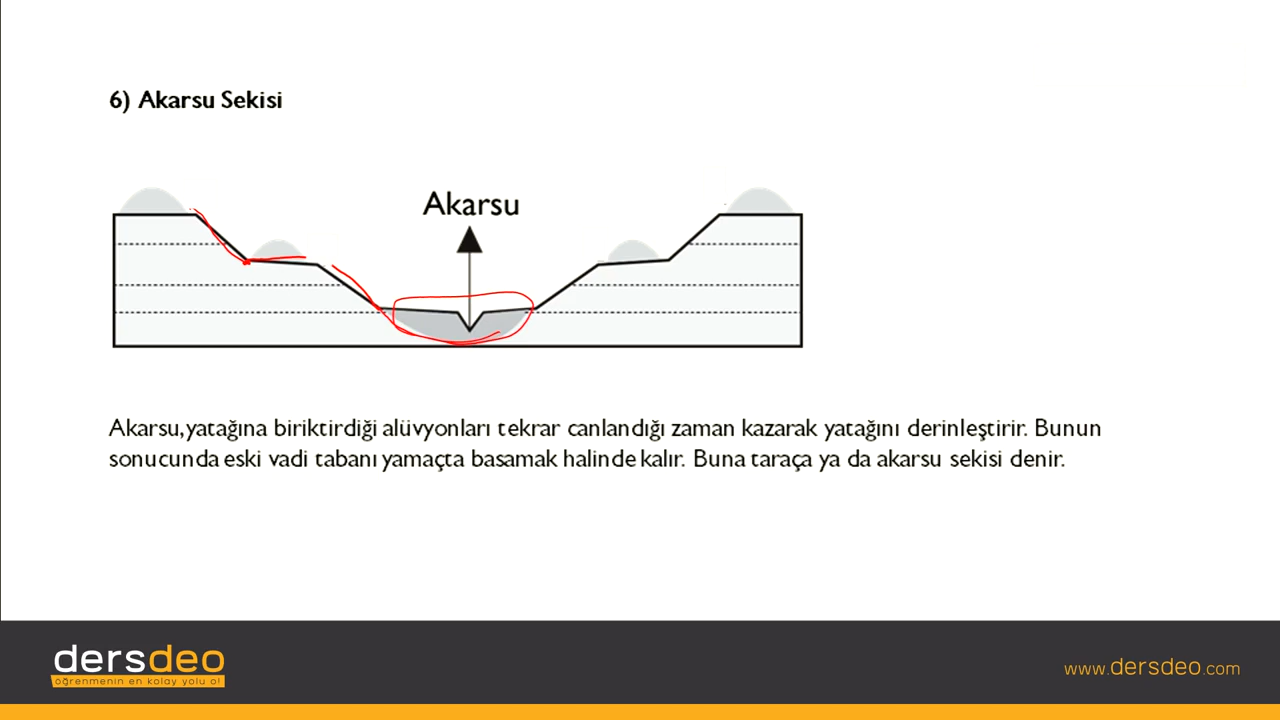 6) Akarsu Sekisi
Akarsu
Akarsu,yatağına biriktirdiği alüvyonları tekrar canlandığı zaman kazarak yatağını derinleştirir. Bunun
sonucunda eski vadi tabanı yamaçta basamak halinde kalır. Buna taraça ya da akarsu sekisi denir.
dersdeo
öğrenmenin en kolay yolu o!
www.dersdeo.com